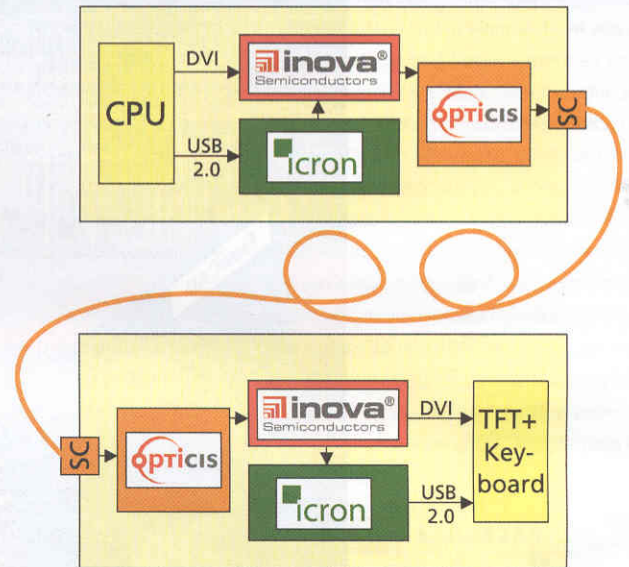 DVI
inova®
Semiconductors
CPU
OPTICIS
SC
USB
2.0
icron
inova®
Semiconductors
DVI
TFT+
Key-
board
SC
OPTICIS
icron
USB
2.0